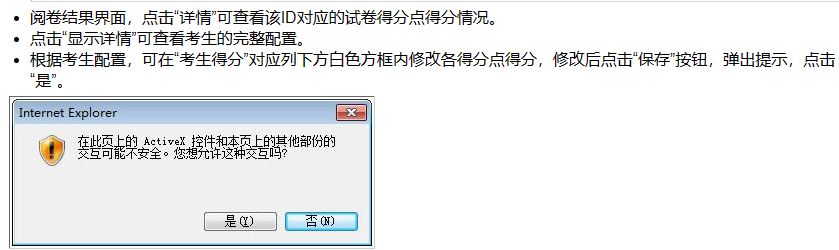 • 阅卷结果界面，点击“详情”可查看该ID对应的试卷得分点得分情况。
• 点击“显示详情”可查看考生的完整配置。
• 根据考生配置，可在“考生得分”对应列下方白色方框内修改各得分点得分，修改后点击“保存”按钮，弹出提示，点击
“是”。
Internet Explorer
在此页上的 ActiveX 控件和本页上的其他部份的
交互可能不安全。您想允许这种交互吗?
是(Y) 否(N)